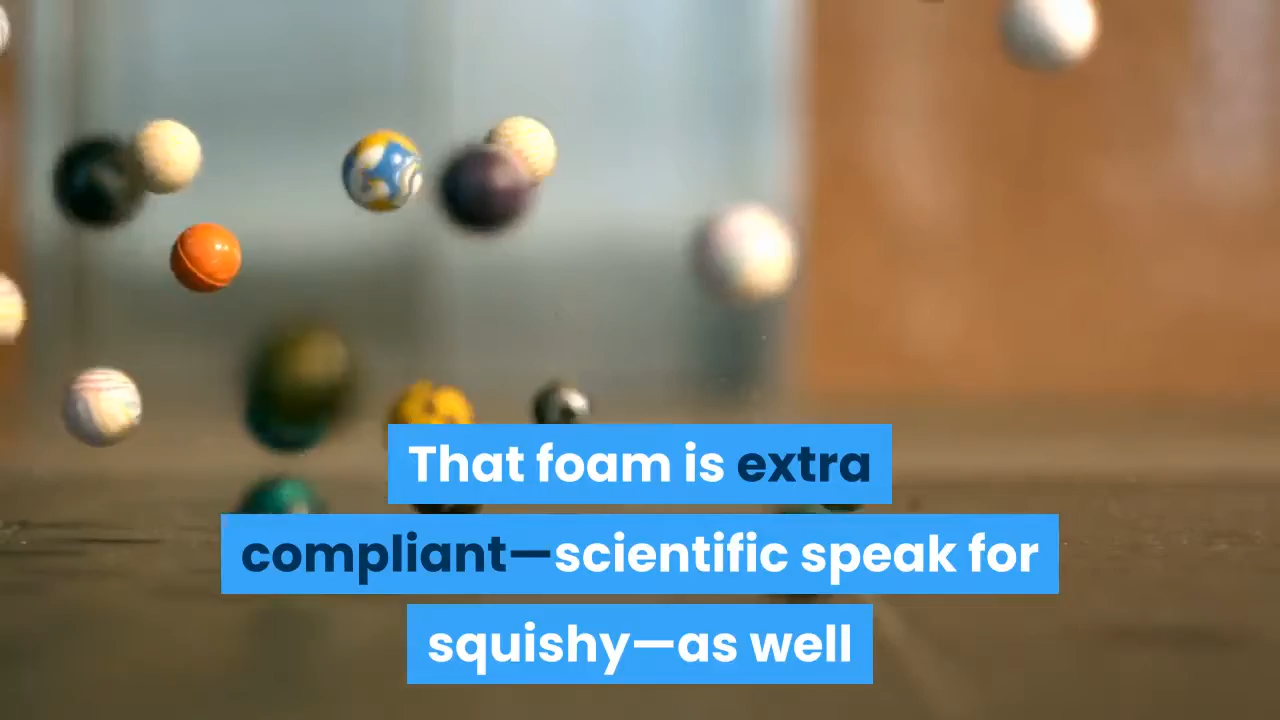 That foam is extra
compliant—scientific speak for
squishy—as well